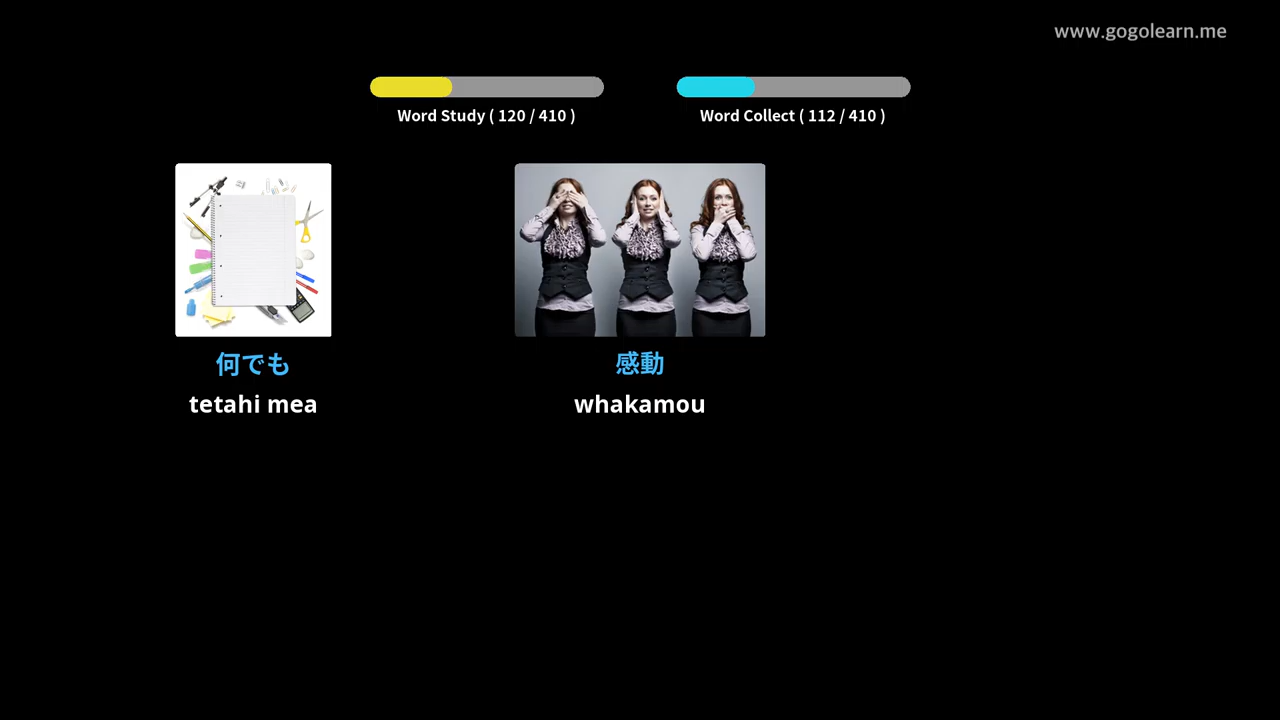 www.gogolearn.me
Word Study ( 120 / 410 )
Word Collect ( 112 / 410 )
何でも
tetahi mea
感動
whakamou